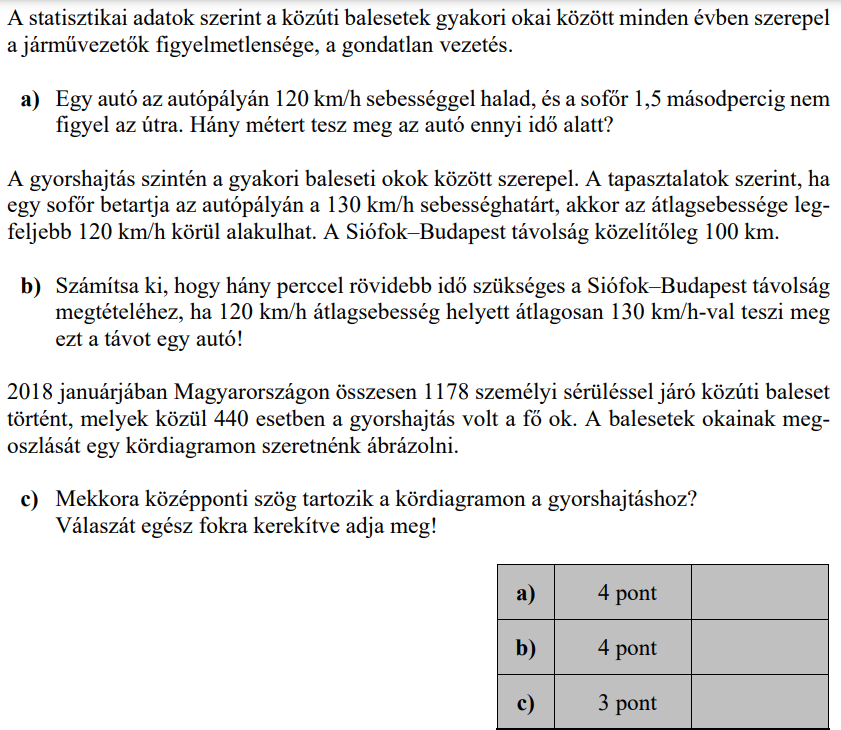 A statisztikai adatok szerint a közúti balesetek gyakori okai között minden évben szerepel
a járművezetők figyelmetlensége, a gondatlan vezetés.
a) Egy autó az autópályán 120 km/h sebességgel halad, és a sofőr 1,5 másodpercig nem
figyel az útra. Hány métert tesz meg az autó ennyi idő alatt?
A gyorshajtás szintén a gyakori baleseti okok között szerepel. A tapasztalatok szerint, ha
egy sofőr betartja az autópályán a 130 km/h sebességhatárt, akkor az átlagsebessége leg-
feljebb 120 km/h körül alakulhat. A Siófok–Budapest távolság közelítőleg 100 km.
b) Számítsa ki, hogy hány perccel rövidebb idő szükséges a Siófok–Budapest távolság
megtételéhez, ha 120 km/h átlagsebesség helyett átlagosan 130 km/h-val teszi meg
ezt a távot egy autó!
2018 januárjában Magyarországon összesen 1178 személyi sérüléssel járó közúti baleset
történt, melyek közül 440 esetben a gyorshajtás volt a fő ok. A balesetek okainak meg-
oszlását egy kördiagramon szeretnénk ábrázolni.
c) Mekkora középponti szög tartozik a kördiagramon a gyorshajtáshoz?
Válaszát egész fokra kerekítve adja meg!
a) 4 pont
b) 4 pont
c) 3 pont